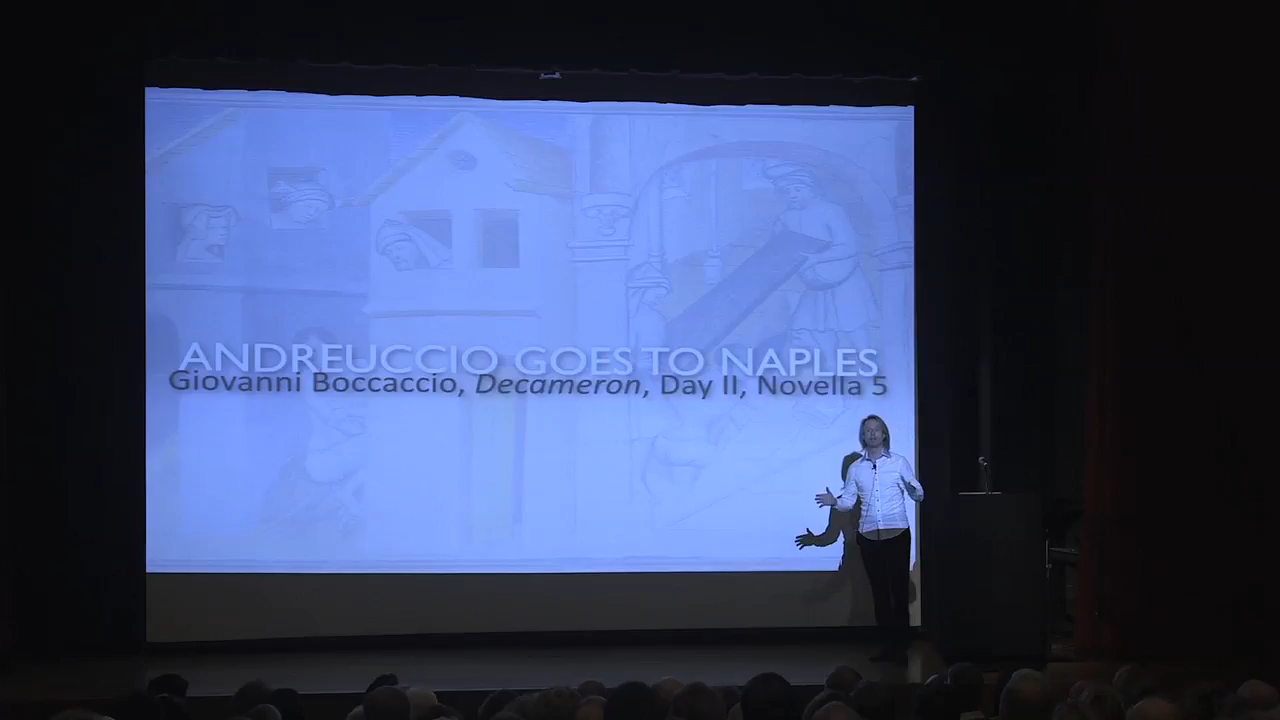 ANDREUCCIO GOES TO NAPLES
Giovanni Boccaccio, Decameron, Day II, Novella 5